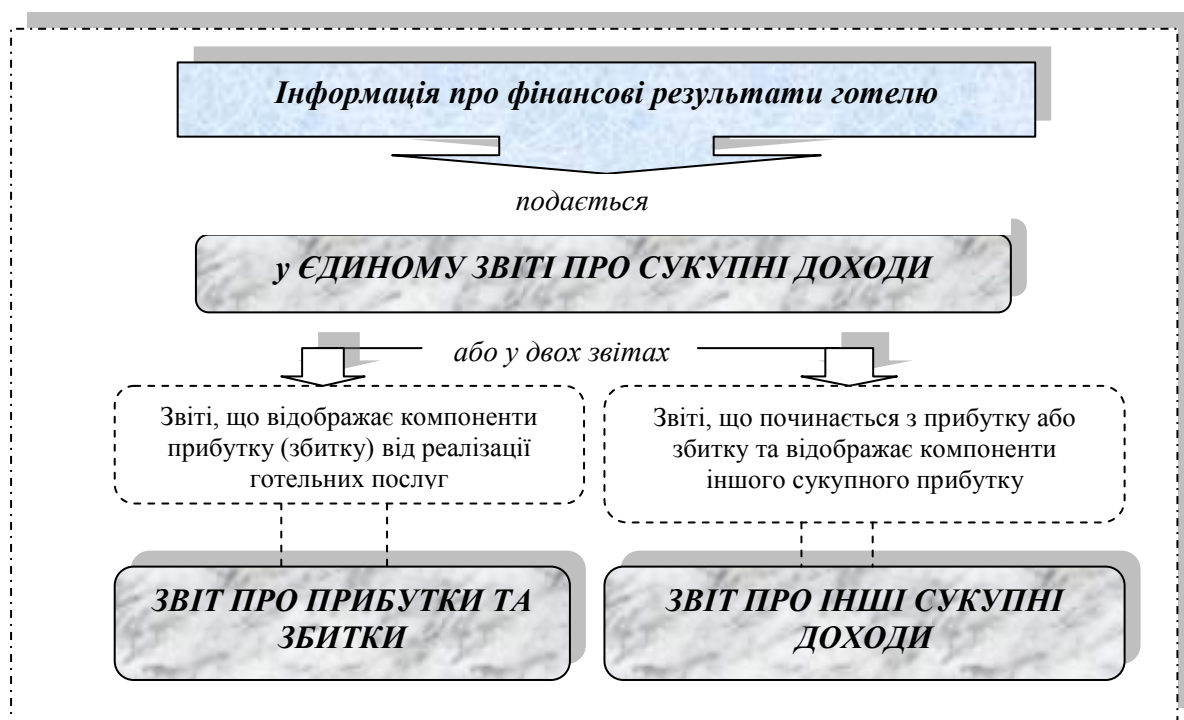 Інформація про фінансові результати готелю
подається
у ЄДИНОМУ ЗВІТІ ПРО СУКУПНІ ДОХОДИ
або у двох звітах
Звіті, що відображає компоненти
прибутку (збитку) від реалізації
готельних послуг
Звіті, що починається з прибутку або
збитку та відображає компоненти
іншого сукупного прибутку
ЗВІТ ПРО ПРИБУТКИ ТА
ЗБИТКИ
ЗВІТ ПРО ІНШІ СУКУПНІ
ДОХОДИ